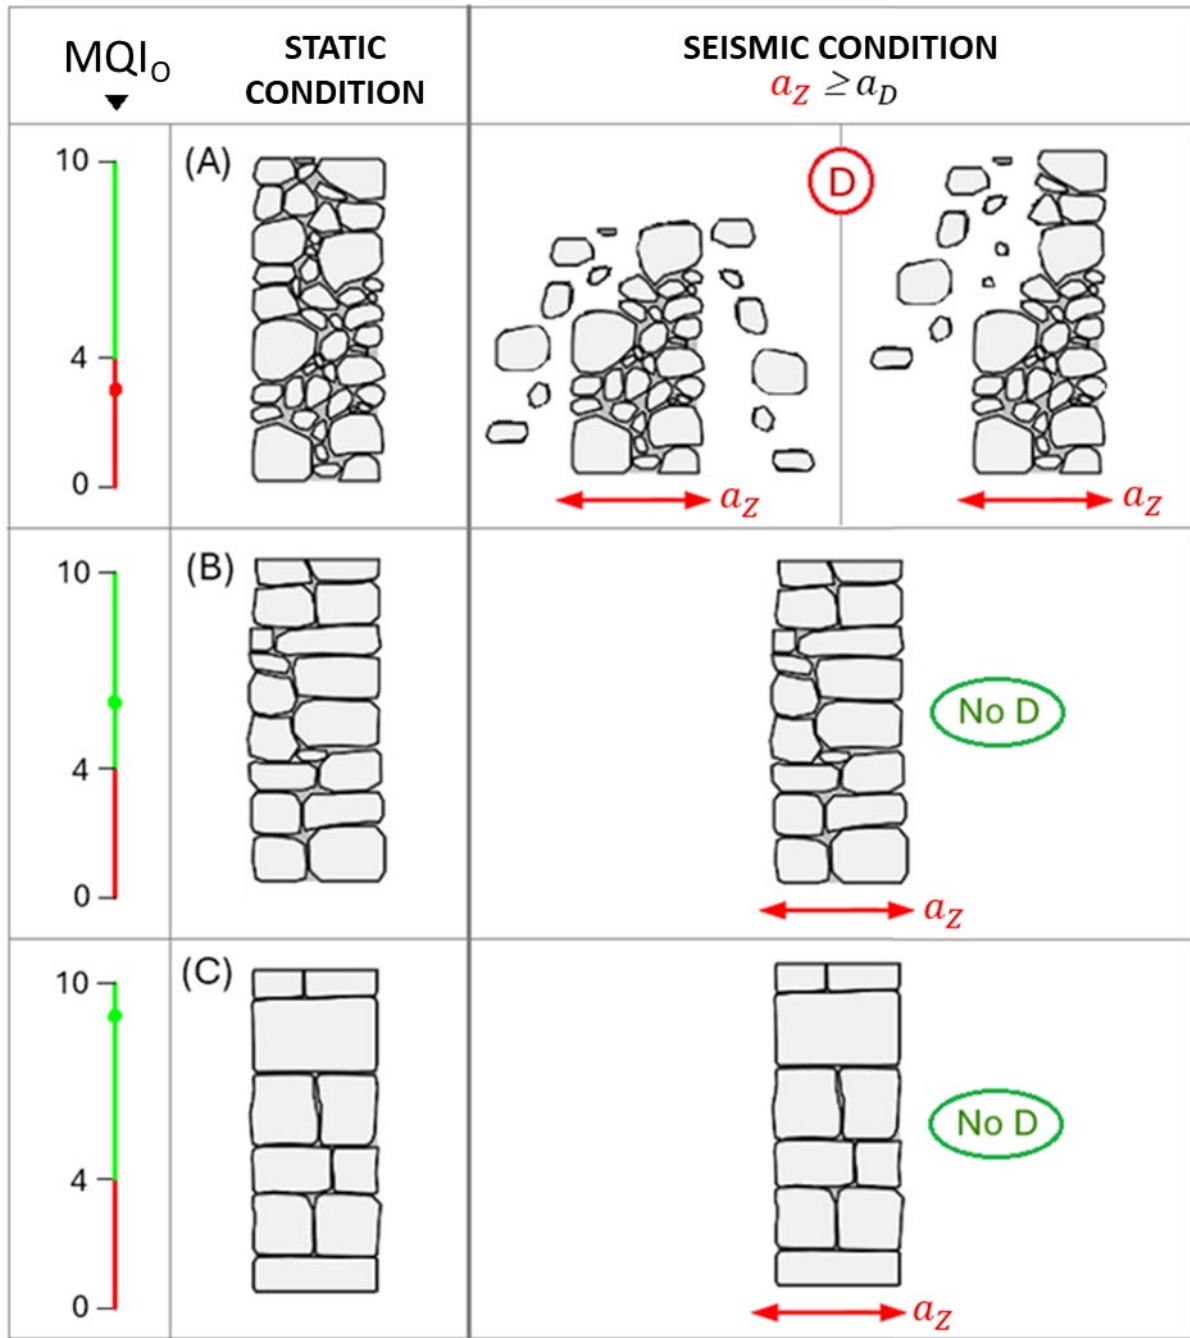 MQIO
STATIC
CONDITION
SEISMIC CONDITION
aZ ≥ aD
10
4
0
(A)
D
aZ
aZ
10
4
0
(B)
No D
aZ
10
4
0
(C)
No D
aZ